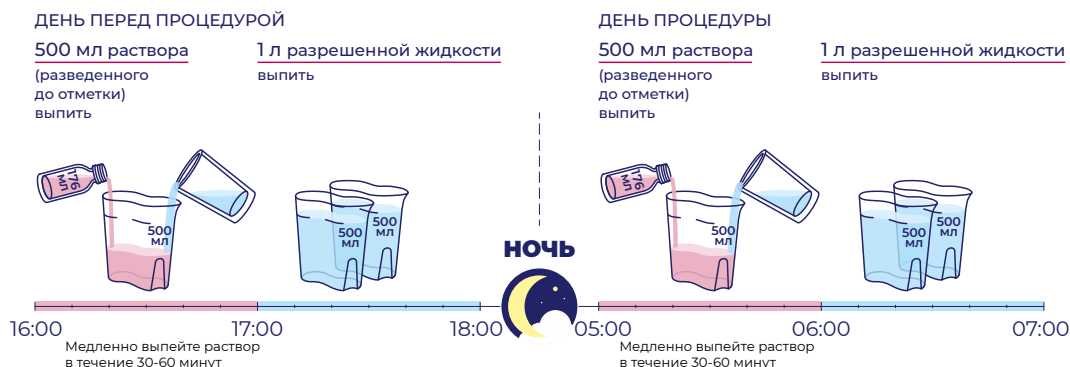 ДЕНЬ ПЕРЕД ПРОЦЕДУРОЙ
500 мл раствора
(разведенного
до отметки)
выпить
1 л разрешенной жидкости
выпить
176
МЛ
500
МЛ
500
МЛ
500
МЛ
16:00
17:00
18:00
Медленно выпейте раствор
в течение 30-60 минут
НОЧЬ
ДЕНЬ ПРОЦЕДУРЫ
500 мл раствора
(разведенного
до отметки)
выпить
1 л разрешенной жидкости
выпить
176
МЛ
500
МЛ
500
МЛ
500
МЛ
05:00
06:00
07:00
Медленно выпейте раствор
в течение 30-60 минут